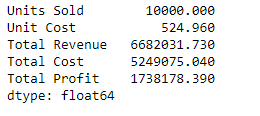 Units Sold 10000.000
Unit Cost 524.960
Total Revenue 6682031.730
Total Cost 5249075.040
Total Profit 1738178.390
dtype: float64